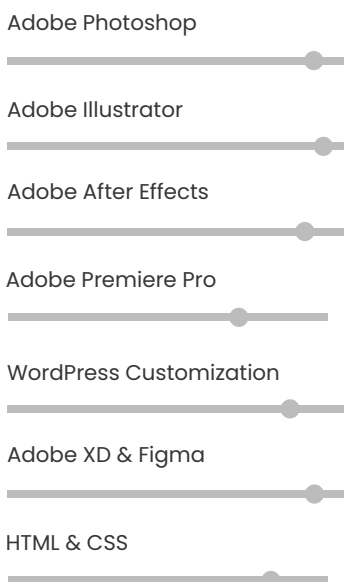 Adobe Photoshop
Adobe Illustrator
Adobe After Effects
Adobe Premiere Pro
WordPress Customization
Adobe XD & Figma
HTML & CSS